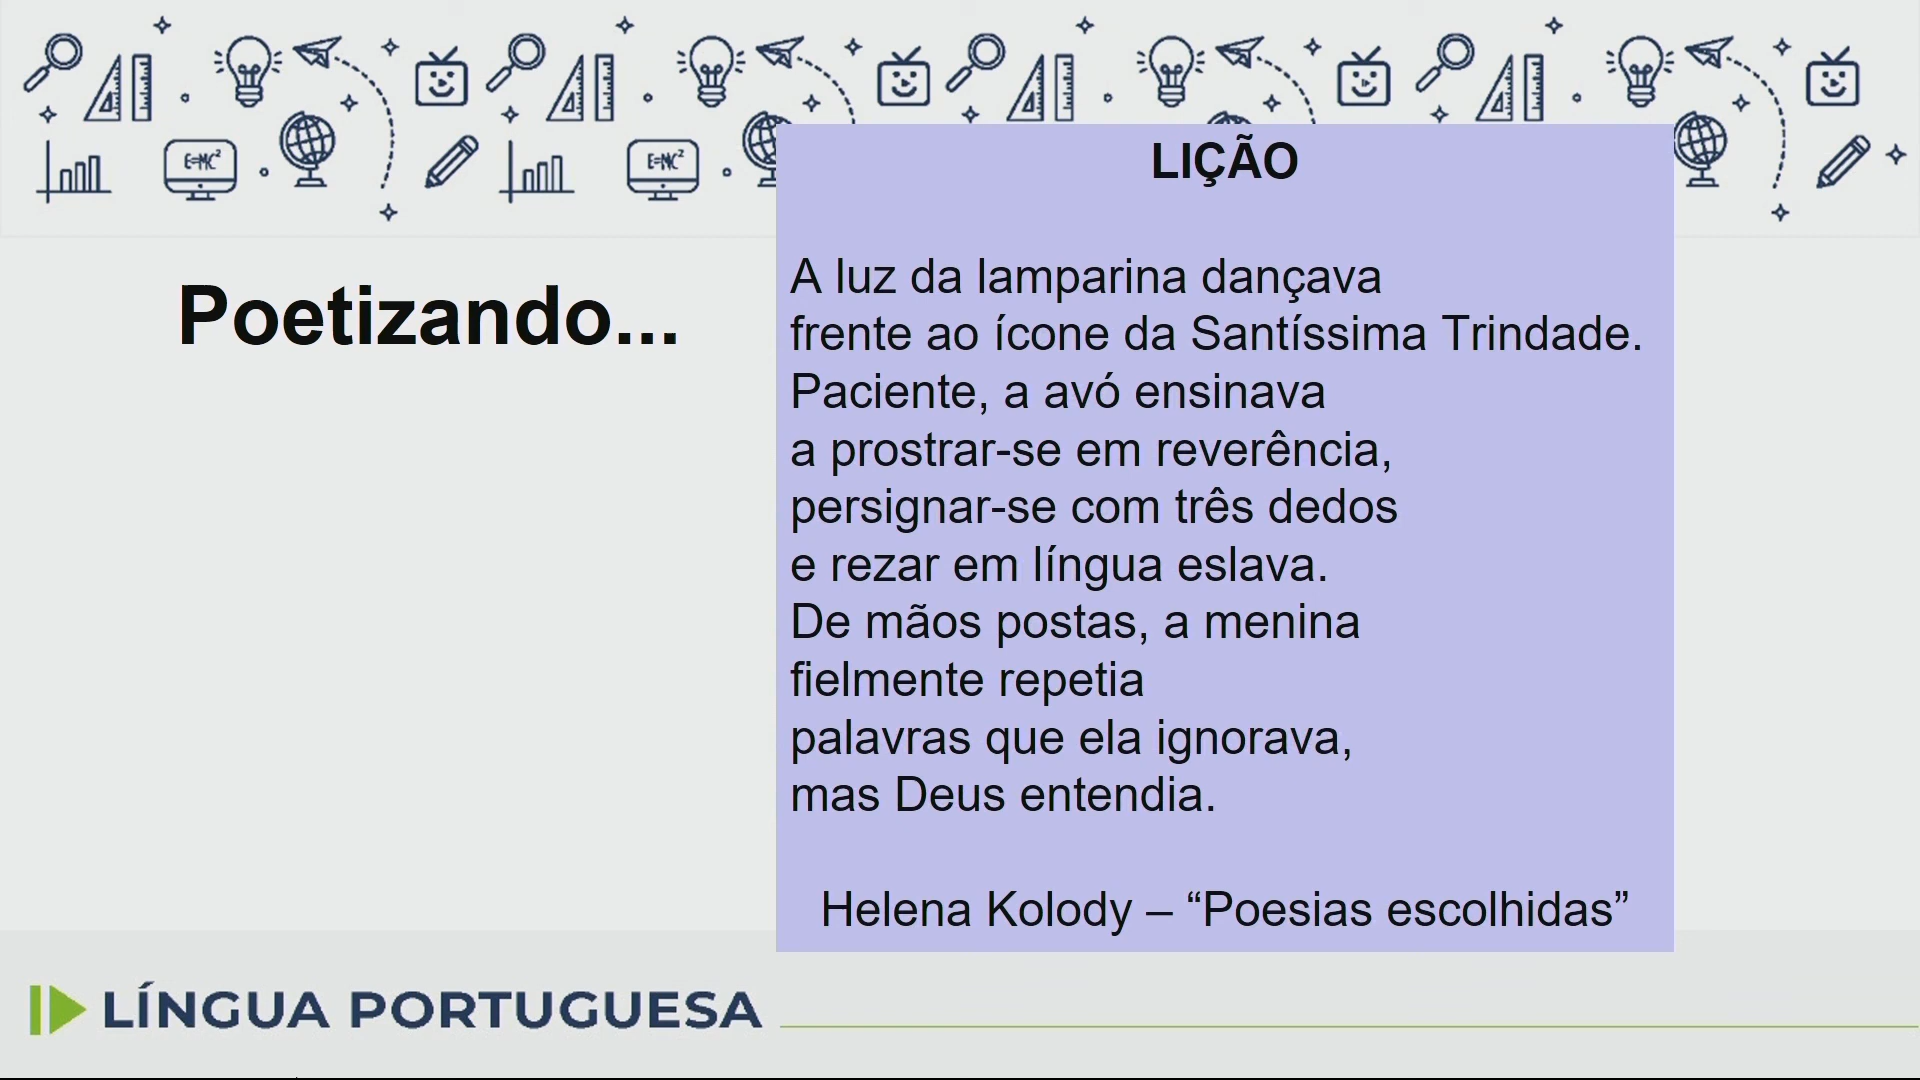 E=MC²
E=MC²
Poetizando...
LIÇÃO
A luz da lamparina dançava
frente ao ícone da Santíssima Trindade.
Paciente, a avó ensinava
a prostrar-se em reverência,
persignar-se com três dedos
e rezar em língua eslava.
De mãos postas, a menina
fielmente repetia
palavras que ela ignorava,
mas Deus entendia.
Helena Kolody – “Poesias escolhidas”
LÍNGUA PORTUGUESA